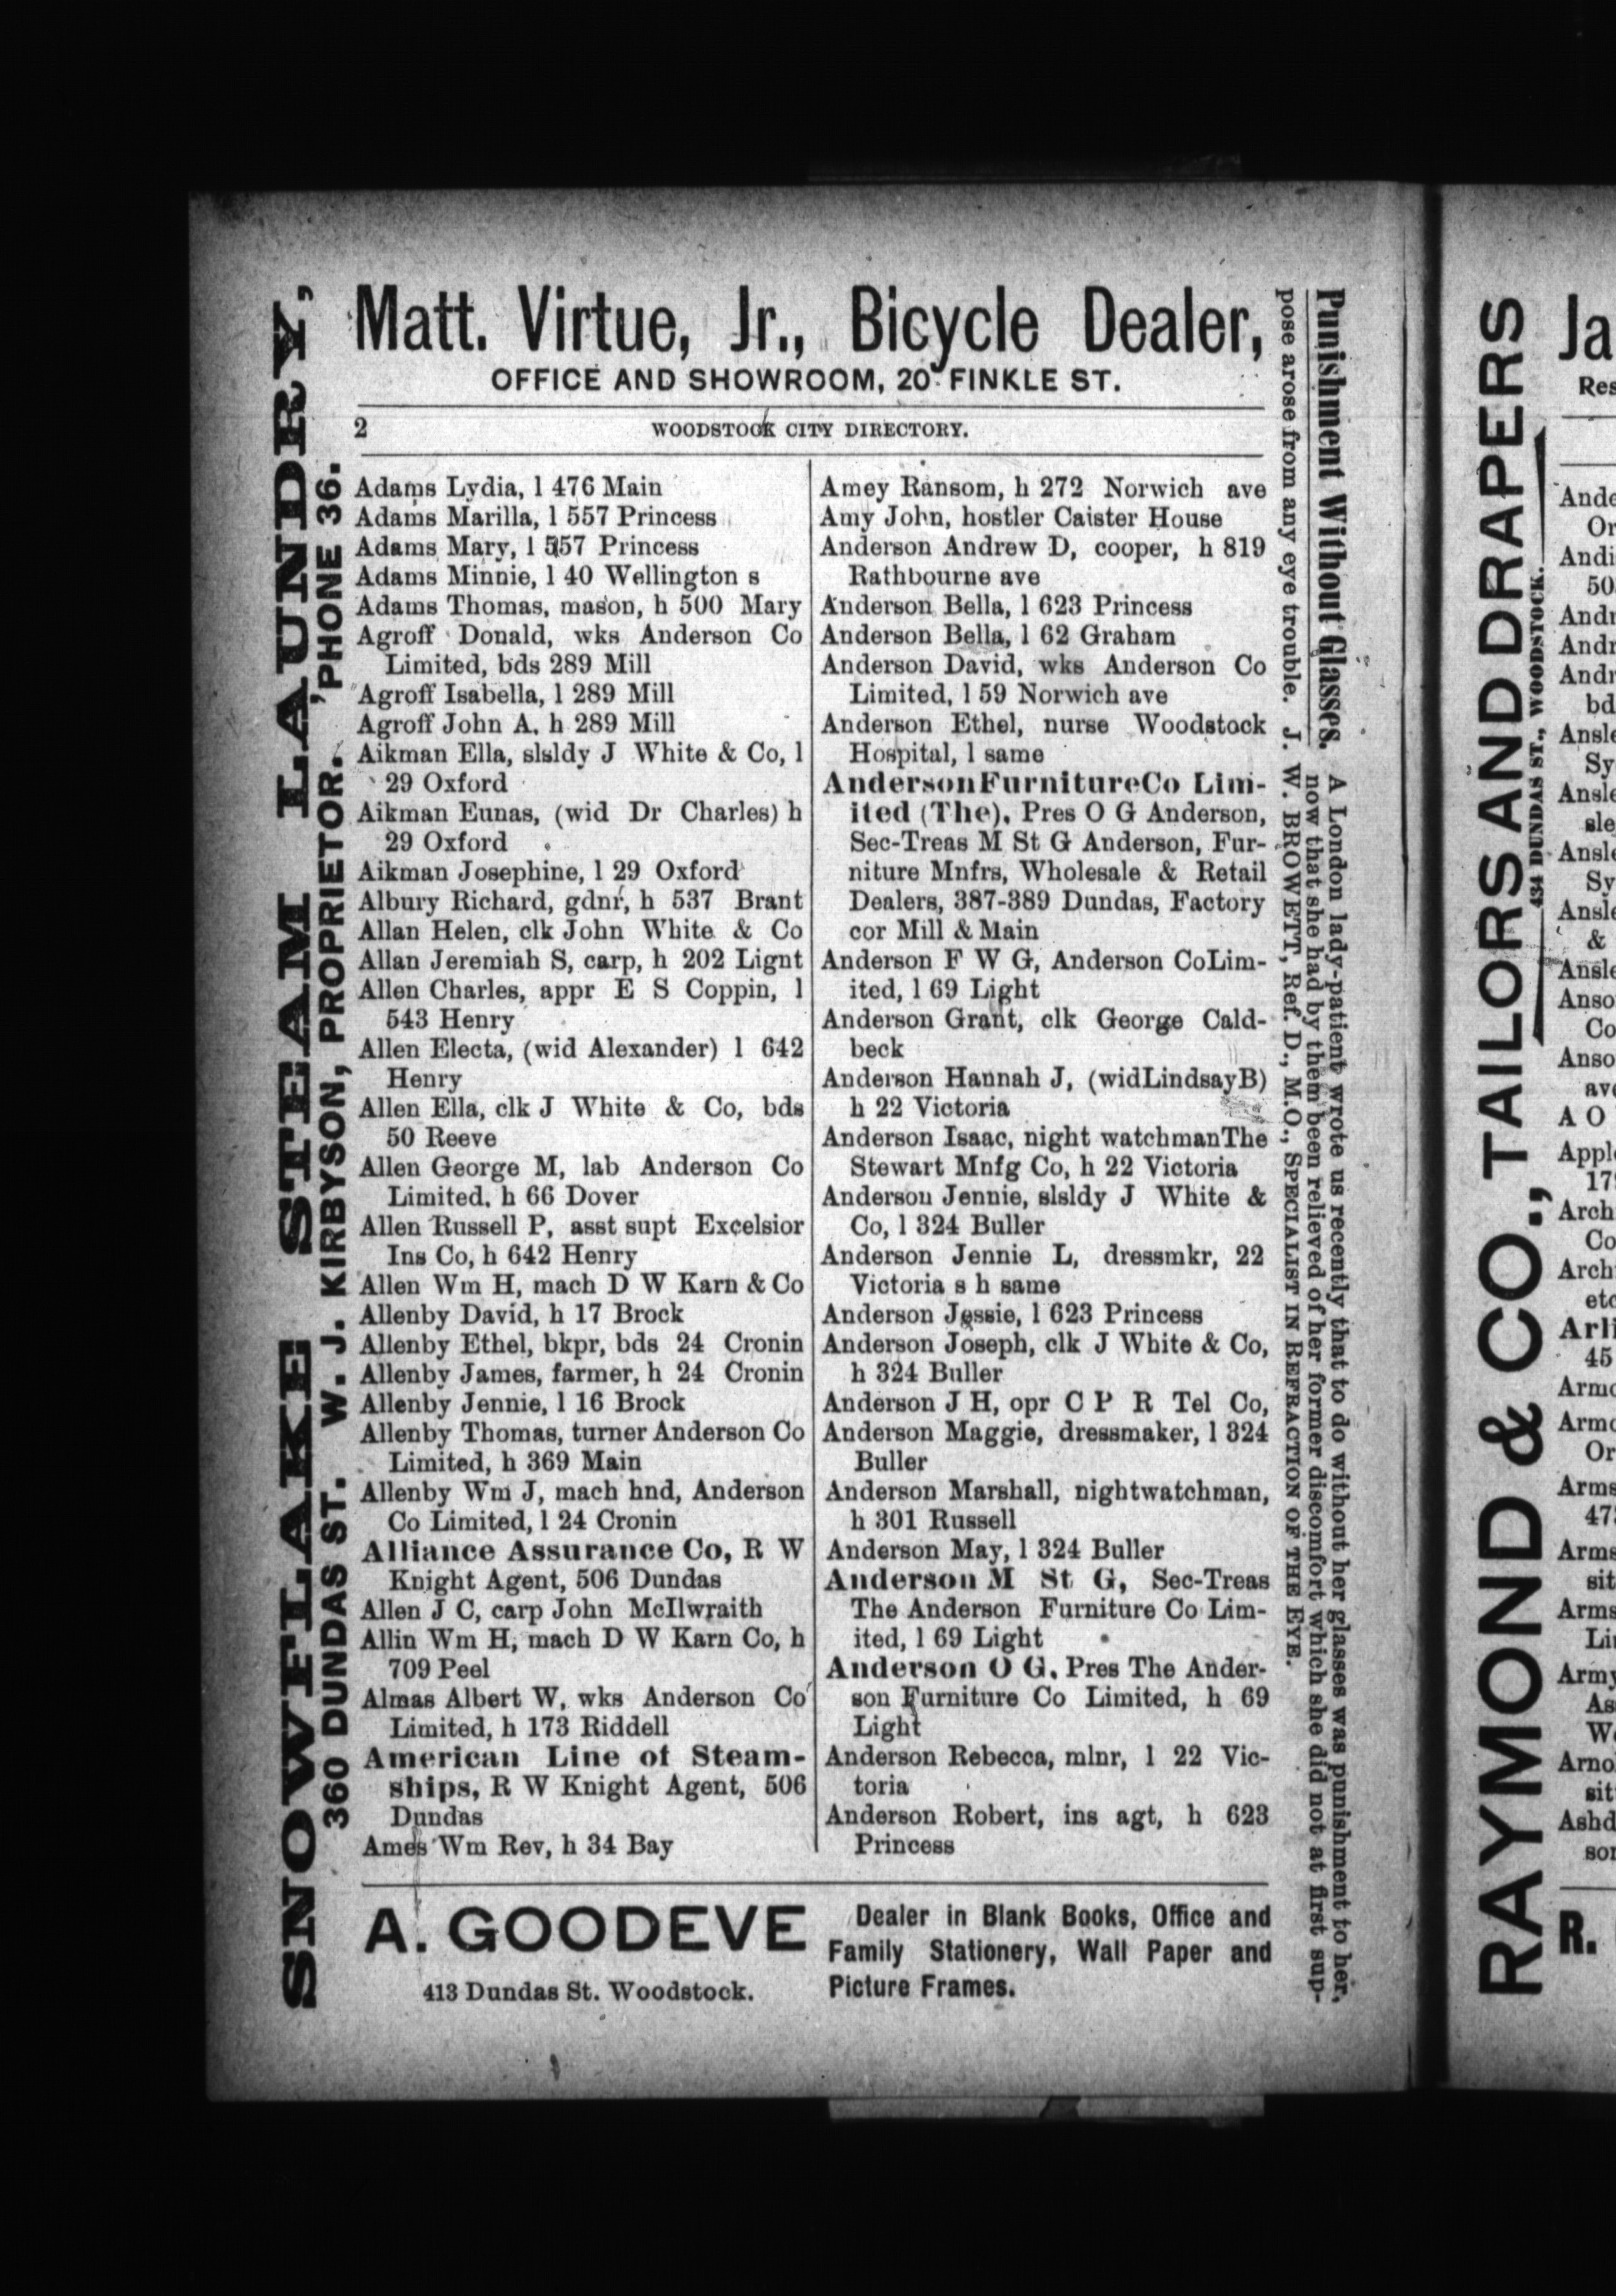 Matt. Virtue, Jr., Bicycle Dealer,
OFFICE AND SHOWROOM, 20 FINKLE ST.
2 WOODSTOCK CITY DIRECTORY.
Adams Lydia, l 476 Main
Adams Marilla, l 557 Princess
Adams Mary, l 557 Princess
Adams Minnie, l 40 Wellington s
Adams Thomas, mason, h 500 Mary
Agroff Donald, wks Anderson Co
Limited, bds 289 Mill
Agroff Isabella, l 289 Mill
Agroff John A. h 289 Mill
Aikman Ella, slsldy J White & Co, l
29 Oxford
Aikman Eunas, (wid Dr Charles) h
29 Oxford
Aikman Josephine, l 29 Oxford
Albury Richard, gdnr, h 537 Brant
Allan Helen, clk John White & Co
Allan Jeremiah S, carp, h 202 Lignt
Allen Charles, appr E S Coppin, l
543 Henry
Allen Electa, (wid Alexander) l 642
Henry
Allen Ella, clk J White & Co, bds
50 Reeve
Allen George M, lab Anderson Co
Limited, h 66 Dover
Allen Russell P, asst supt Excelsior
Ins Co, h 642 Henry
Allen Wm H, mach D W Karn & Co
Allenby David, h 17 Brock
Allenby Ethel, bkpr, bds 24 Cronin
Allenby James, farmer, h 24 Cronin
Allenby Jennie, l 16 Brock
Allenby Thomas, turner Anderson Co
Limited, h 369 Main
Allenby Wm J, mach hnd, Anderson
Co Limited, l 24 Cronin
Alliance Assurance Co, R W
Knight Agent, 506 Dundas
Allen J C, carp John McIlwraith
Allin Wm H, mach D W Karn Co, h
709 Peel
Almas Albert W, wks Anderson Co
Limited, h 173 Riddell
American Line of Steam-
ships, R W Knight Agent, 506
Dundas
Ames Wm Rev, h 34 Bay
Amey Ransom, h 272 Norwich ave
Amy John, hostler Caister House
Anderson Andrew D, cooper, h 819
Rathbourne ave
Anderson Bella, l 623 Princess
Anderson Bella, l 62 Graham
Anderson David, wks Anderson Co
Limited, l 59 Norwich ave
Anderson Ethel, nurse Woodstock
Hospital, l same
AndersonFurnitureCo Lim-
ited (The), Pres O G Anderson,
Sec-Treas M St G Anderson, Fur-
niture Mnfrs, Wholesale & Retail
Dealers, 387-389 Dundas, Factory
cor Mill & Main
Anderson F W G, Anderson CoLim-
ited, l 69 Light
Anderson Grant, clk George Cald-
beck
Anderson Hannah J, (widLindsayB)
h 22 Victoria
Anderson Isaac, night watchmanThe
Stewart Mnfg Co, h 22 Victoria
Anderson Jennie, slsldy J White &
Co, l 324 Buller
Anderson Jennie L, dressmkr, 22
Victoria s h same
Anderson Jessie, l 623 Princess
Anderson Joseph, clk J White & Co,
h 324 Buller
Anderson J H, opr C P R Tel Co,
Anderson Maggie, dressmaker, l 324
Buller
Anderson Marshall, nightwatchman,
h 301 Russell
Anderson May, l 324 Buller
Anderson M St G, Sec-Treas
The Anderson Furniture Co Lim-
ited, l 69 Light
Anderson O G, Pres The Ander-
son Furniture Co Limited, h 69
Light
Anderson Rebecca, mlnr, l 22 Vic-
toria
Anderson Robert, ins agt, h 623
Princess
A. GOODEVE
413 Dundas St. Woodstock.
Dealer in Blank Books, Office and
Family Stationery, Wall Paper and
Picture Frames.
SNOWFLAKE STEAM LAUNDRY,
360 DUNDAS ST. W. J. KIRBYSON, PROPRIETOR. 'PHONE 36.
Punishment Without Glasses. A London lady-patient wrote us recently that to do without her glasses was punishment to her,
now that she had by them been relieved of her former discomfort which she did not at first sup-
pose arose from any eye trouble. J. W. BROWETT, Ref. D., M.O., SPECIALIST IN REFRACTION OF THE EYE.
RAYMOND & CO., TAILORS AND DRAPERS
434 DUNDAS ST., WOODSTOCK.